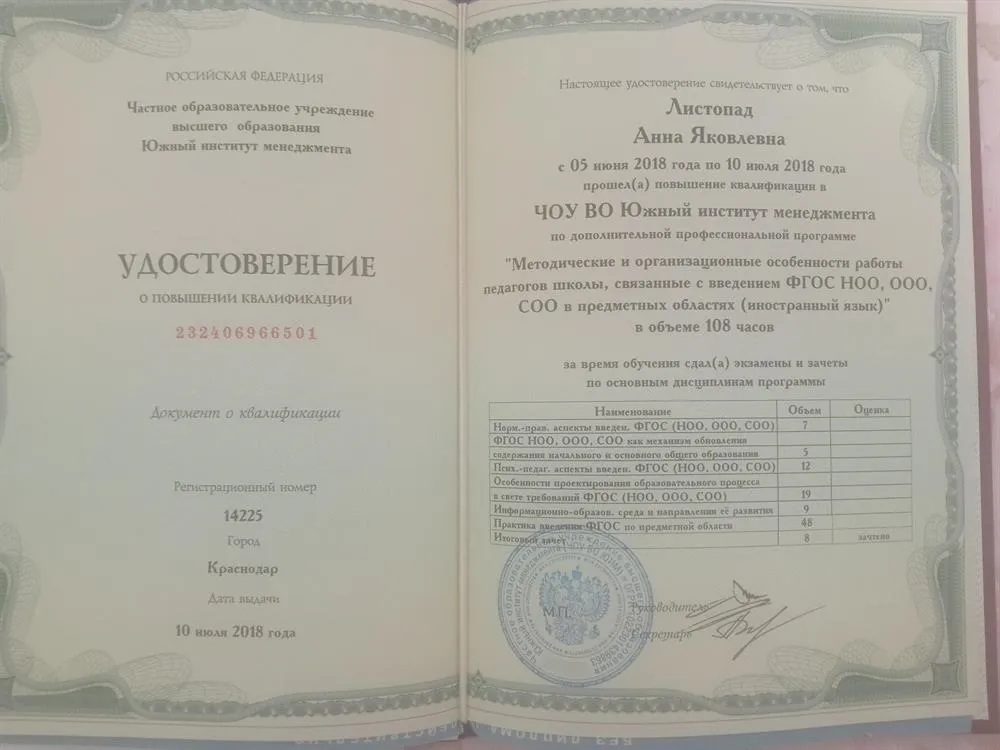 РОССИЙСКАЯ ФЕДЕРАЦИЯ
Частное образовательное учреждение
высшего образования
Южный институт менеджмента
УДОСТОВЕРЕНИЕ
О ПОВЫШЕНИИ КВАЛИФИКАЦИИ
232406966501
Документ о квалификации
Регистрационный номер
14225
Город
Краснодар
Дата выдачи
10 июля 2018 года
Настоящее удостоверение свидетельствует о том, что
Листопад
Анна Яковлевна
с 05 июня 2018 года по 10 июля 2018 года
прошел(а) повышение квалификации в
ЧОУ ВО Южный институт менеджмента
по дополнительной профессиональной программе
"Методические и организационные особенности работы
педагогов школы, связанные с введением ФГОС НОО, ООО,
СОО в предметных областях (иностранный язык)"
в объеме 108 часов
за время обучения сдал(а) экзамены и зачеты
по основным дисциплинам программы
Наименование Объем Оценка
Норм.-прав. аспекты введен. ФГОС (НОО, ООО, СОО) 7
ФГОС НОО, ООО, СОО как механизм обновления
содержания начального и основного общего образования 5
Псих.-педаг. аспекты введен. ФГОС (НОО, ООО, СОО) 12
Особенности проектирования образовательного процесса
в свете требований ФГОС (НОО, ООО, СОО) 19
Информационно-образов. среда и направления её развития 9
Практика введения ФГОС по предметной области 48
Итоговый зачет 8 зачтено
М.П.
Руководитель
Секретарь